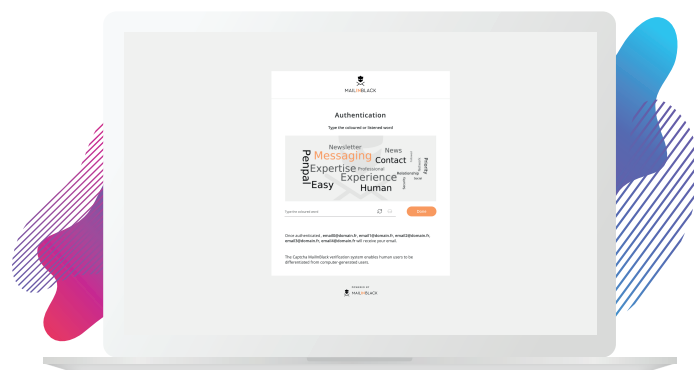 MAILINBLACK
Authentication
Type the coloured or listened word
Newsletter
News
Messaging
Contact
Penpal
Priority
Expertise
Professional
Experience
Relationship
Easy
Human
Type the coloured word
Once authenticated, email0@domain.fr, email1@domain.fr, email2@domain.fr,
email3@domain.fr, email4@domain.fr will receive your email.
The Captcha MailInBlack verification system enables human users to be
differentiated from computer-generated users.
POWERED BY
MAILINBLACK